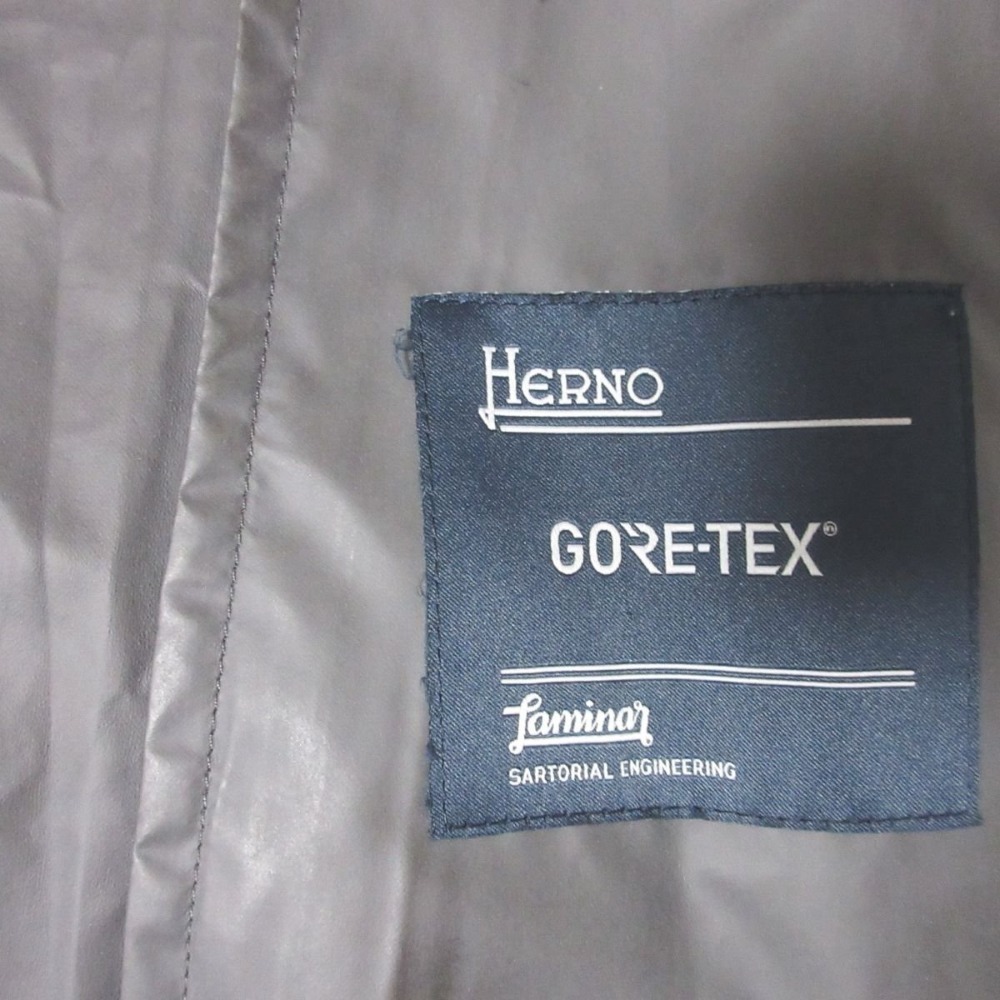 HERNO
GORE-TEX®
Laminar
SARTORIAL ENGINEERING